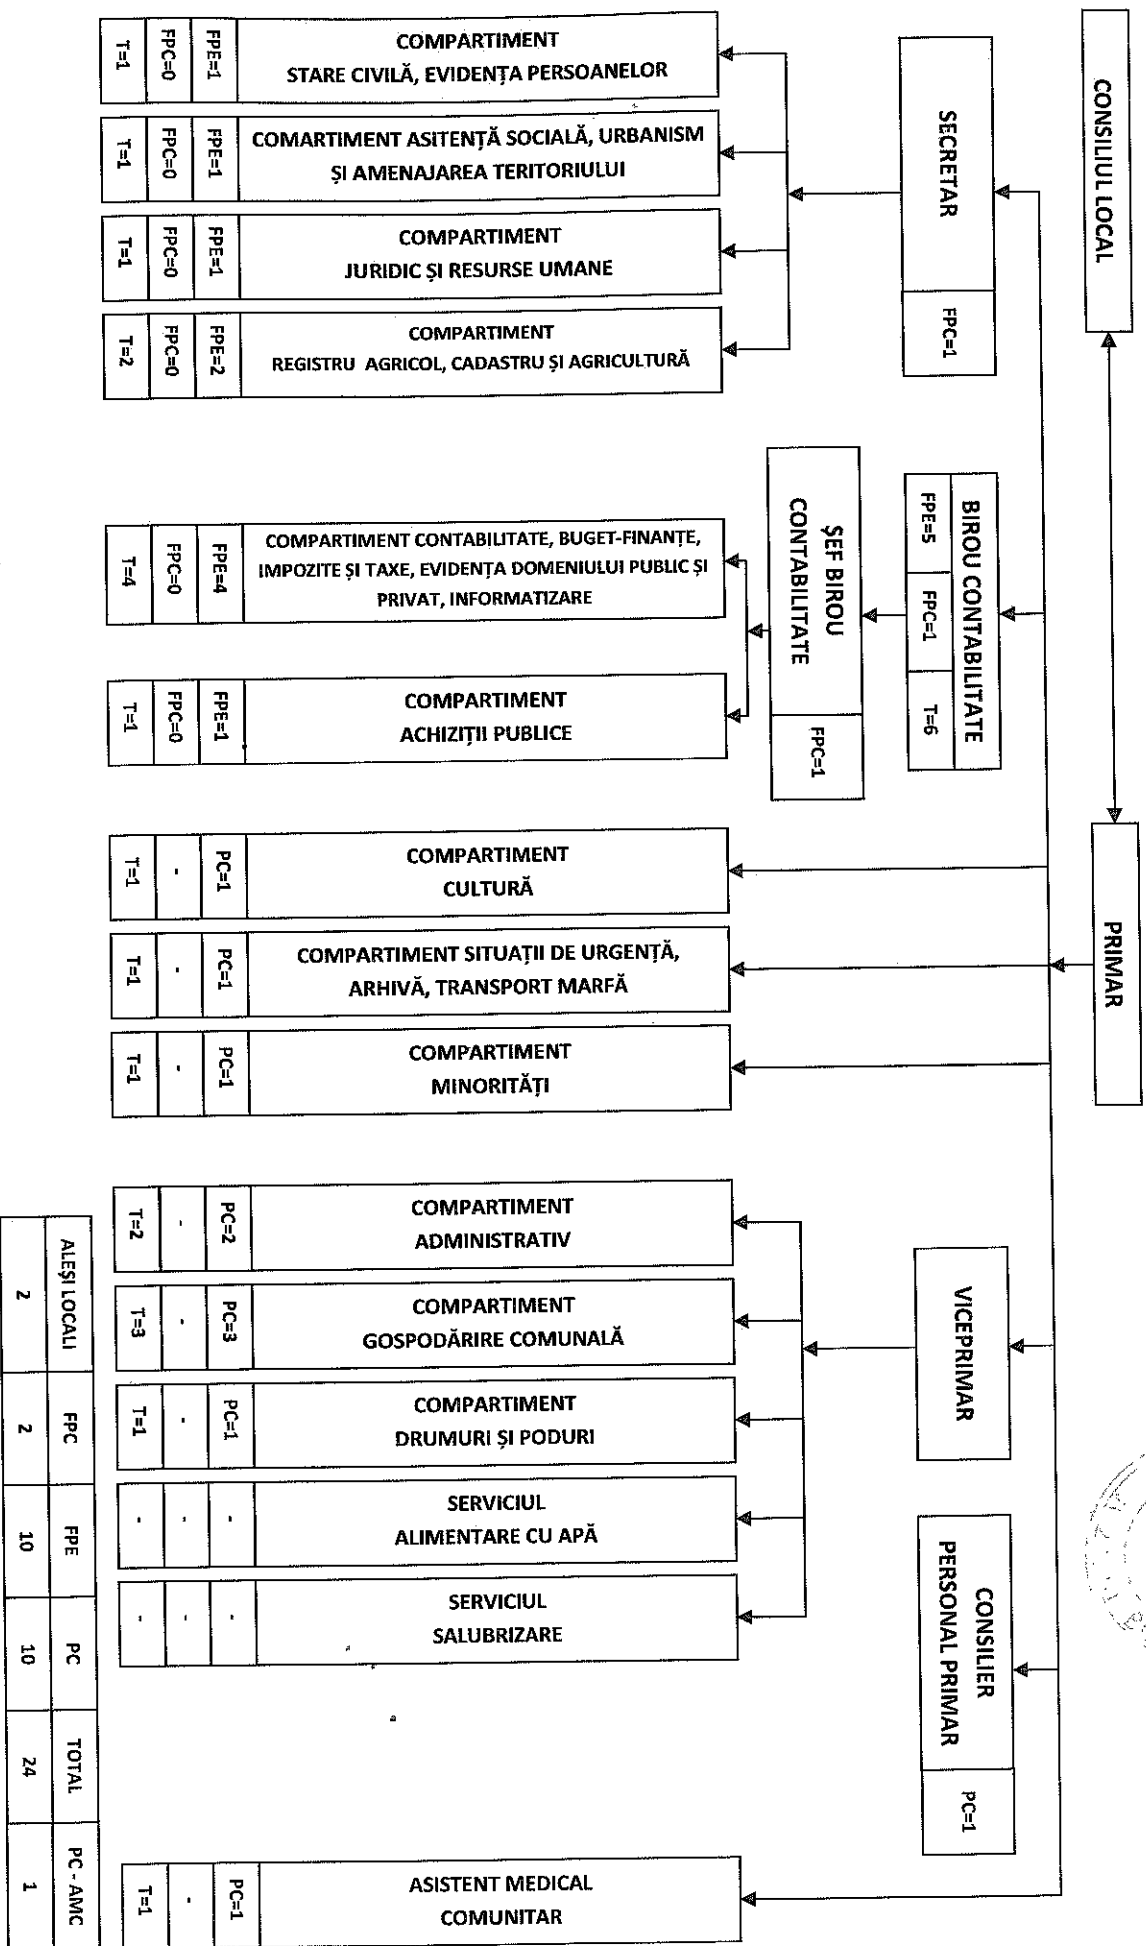 CONSILIUL LOCAL
PRIMAR
SECRETAR
FPC=1
BIROU CONTABILITATE
FPE=5
FPC=1
T=6
VICEPRIMAR
CONSILIER
PERSONAL PRIMAR
PC=1
ȘEF BIROU
CONTABILITATE
FPC=1
COMPARTIMENT
STARE CIVILĂ, EVIDENȚA PERSOANELOR
FPE=1
FPC=0
T=1
COMARTIMENT ASITENȚĂ SOCIALĂ, URBANISM
ȘI AMENAJAREA TERITORIULUI
FPE=1
FPC=0
T=1
COMPARTIMENT
JURIDIC ȘI RESURSE UMANE
FPE=1
FPC=0
T=1
COMPARTIMENT
REGISTRU AGRICOL, CADASTRU ȘI AGRICULTURĂ
FPE=2
FPC=0
T=2
COMPARTIMENT CONTABILITATE, BUGET-FINANȚE,
IMPOZITE ȘI TAXE, EVIDENȚA DOMENIULUI PUBLIC ȘI
PRIVAT, INFORMATIZARE
FPE=4
FPC=0
T=4
COMPARTIMENT
ACHIZIȚII PUBLICE
FPE=1
FPC=0
T=1
COMPARTIMENT
CULTURĂ
PC=1
-
T=1
COMPARTIMENT SITUAȚII DE URGENȚĂ,
ARHIVĂ, TRANSPORT MARFĂ
PC=1
-
T=1
COMPARTIMENT
MINORITĂȚI
PC=1
-
T=1
COMPARTIMENT
ADMINISTRATIV
PC=2
-
T=2
COMPARTIMENT
GOSPODĂRIRE COMUNALĂ
PC=3
-
T=3
COMPARTIMENT
DRUMURI ȘI PODURI
PC=1
-
T=1
SERVICIUL
ALIMENTARE CU APĂ
-
-
-
SERVICIUL
SALUBRIZARE
-
-
-
ASISTENT MEDICAL
COMUNITAR
PC=1
-
T=1
ALEȘI LOCALI FPC FPE PC TOTAL PC - AMC
2 2 10 10 24 1